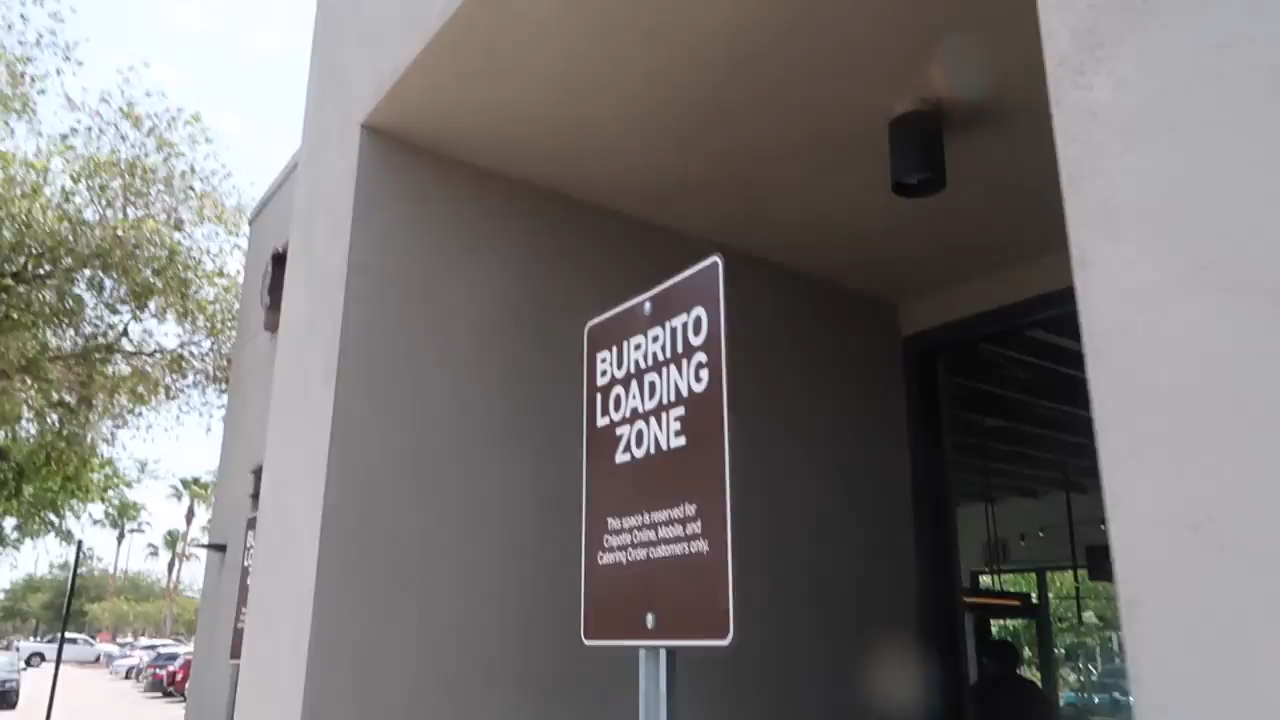 BURRITO
LOADING
ZONE
This space is reserved for
Chipotle Online, Mobile, and
Catering Order customers only.